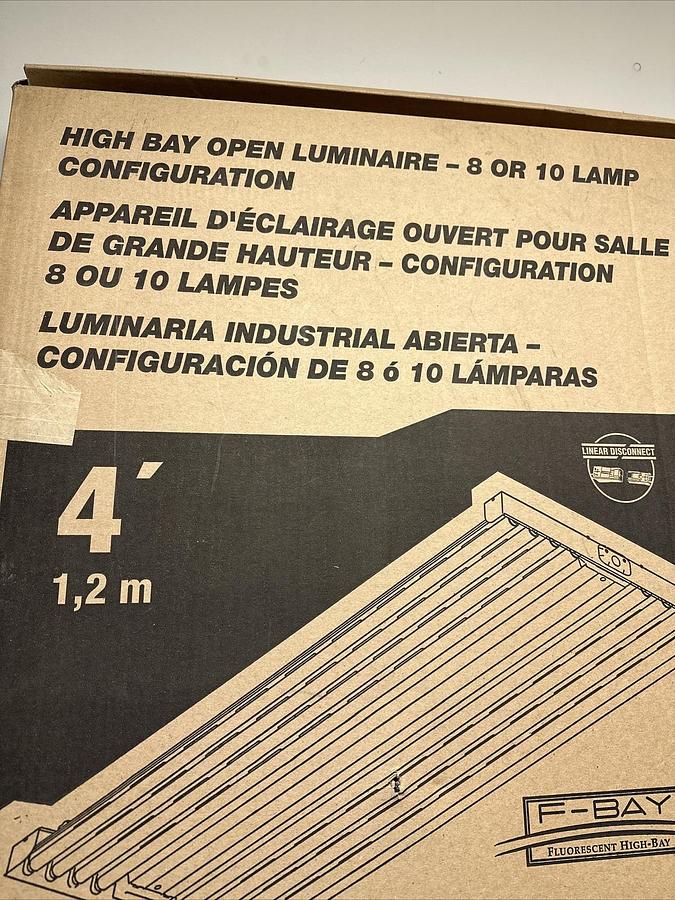 HIGH BAY OPEN LUMINAIRE – 8 OR 10 LAMP
CONFIGURATION
APPAREIL D'ÉCLAIRAGE OUVERT POUR SALLE
DE GRANDE HAUTEUR – CONFIGURATION
8 OU 10 LAMPES
LUMINARIA INDUSTRIAL ABIERTA –
CONFIGURACIÓN DE 8 ó 10 LÁMPARAS
LINEAR DISCONNECT
4´
1,2 m
F-BAY
FLUORESCENT HIGH-BAY